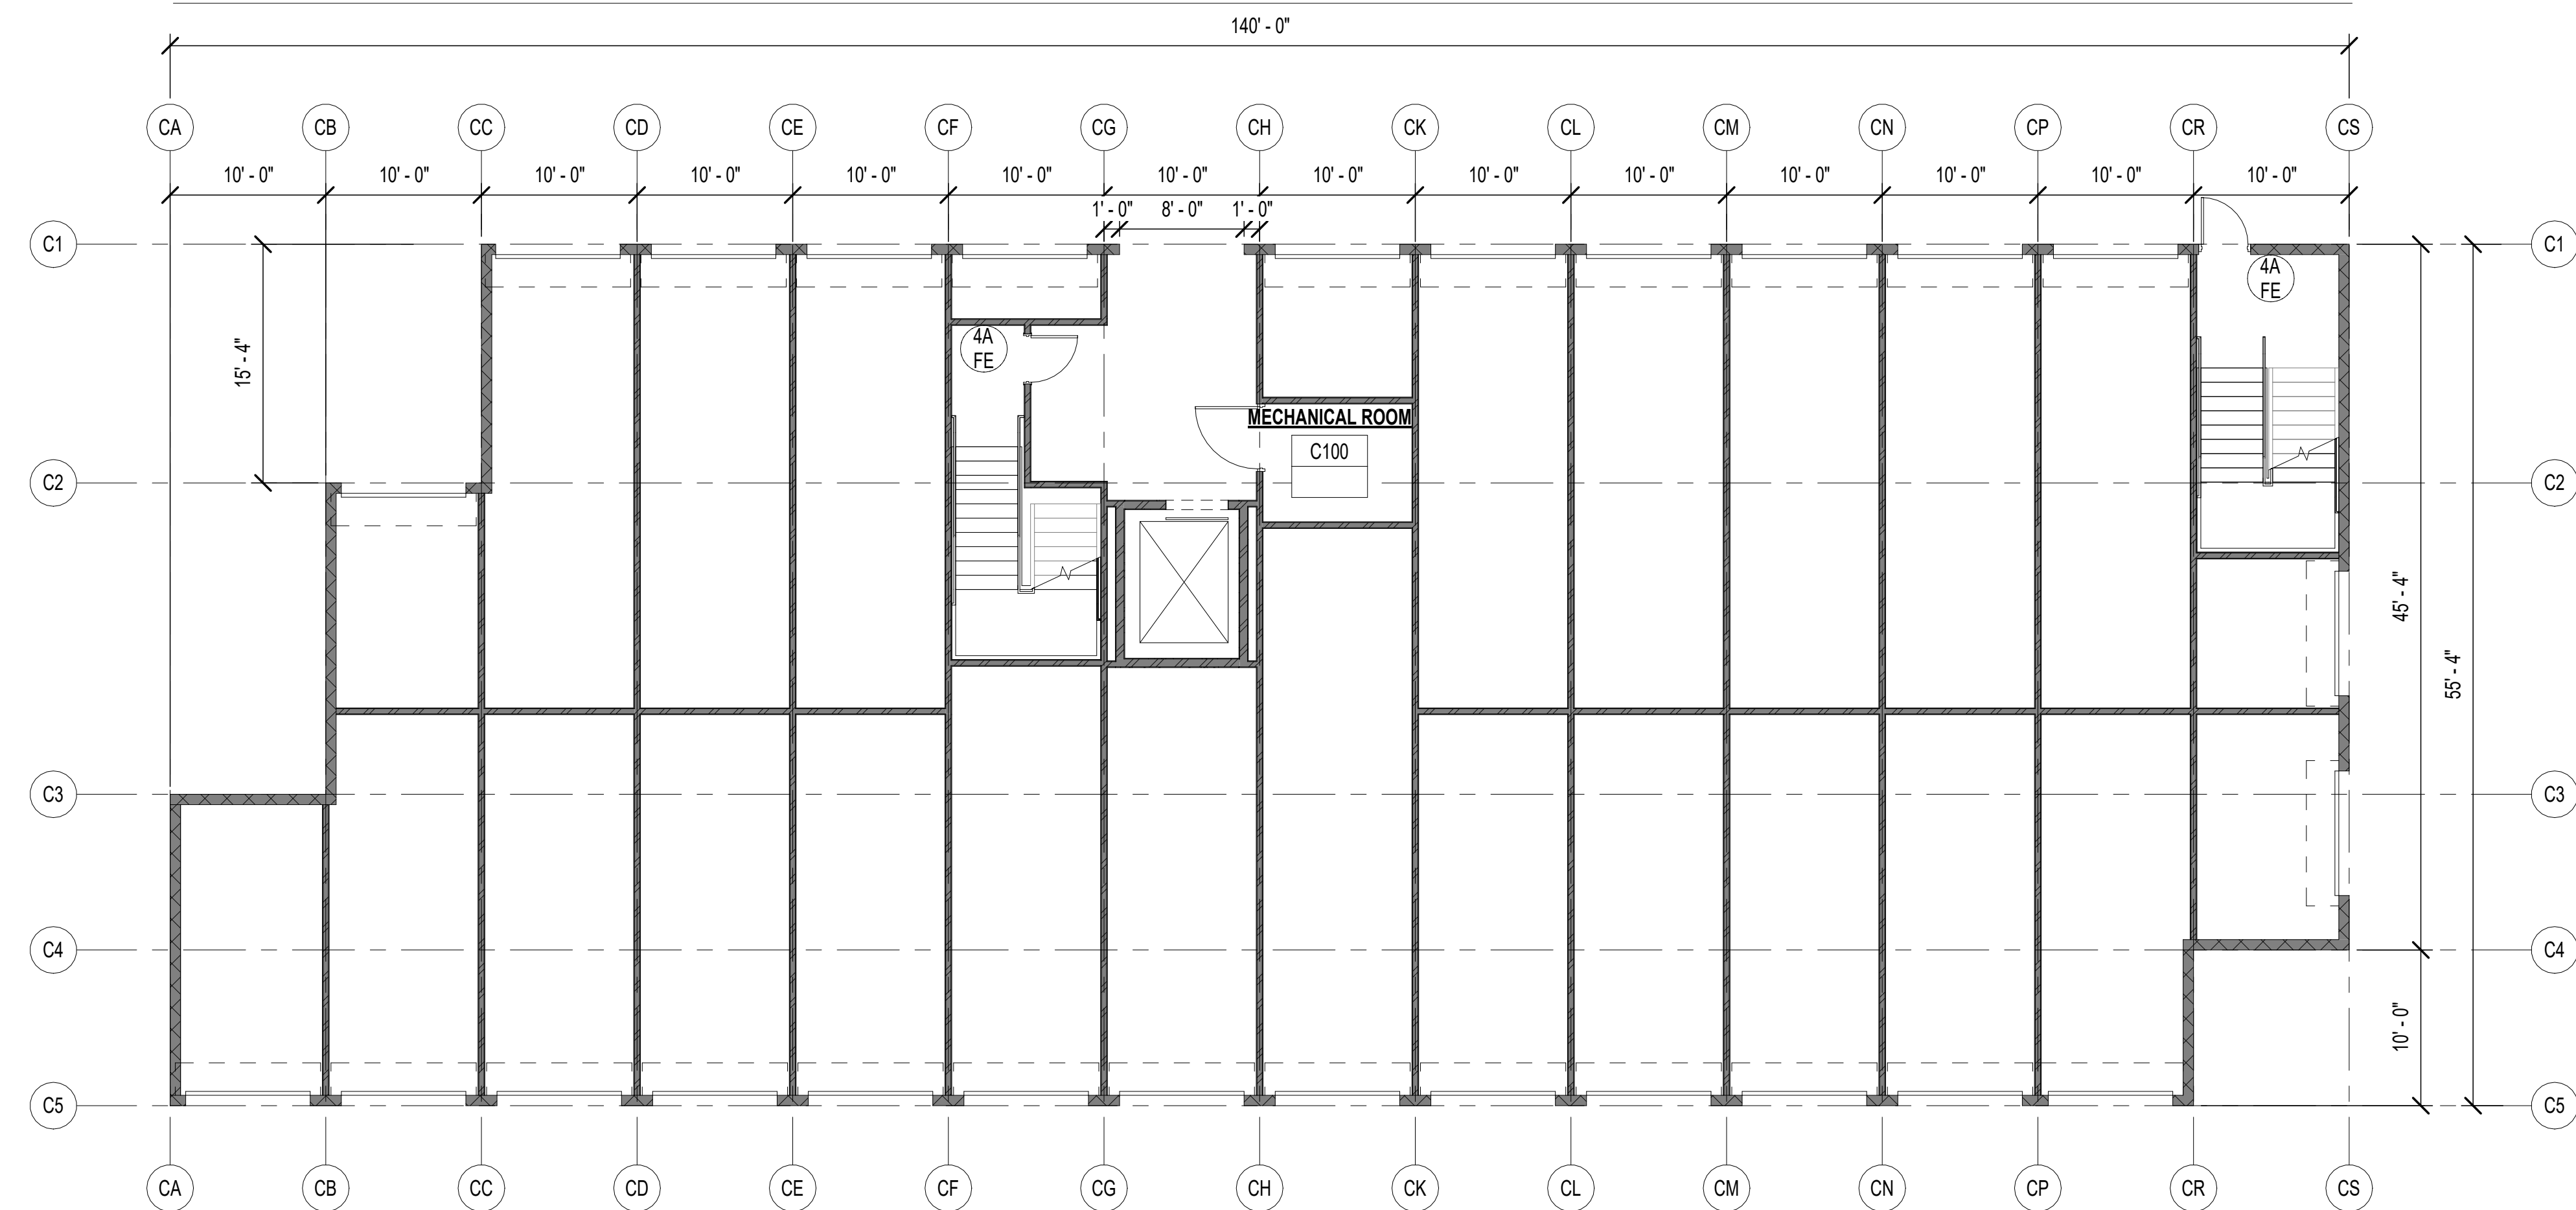 140' - 0"
CA
CB
CC
CD
CE
CF
CG
CH
CK
CL
CM
CN
CP
CR
CS
10' - 0"
10' - 0"
10' - 0"
10' - 0"
10' - 0"
10' - 0"
10' - 0"
10' - 0"
10' - 0"
10' - 0"
10' - 0"
10' - 0"
10' - 0"
10' - 0"
1' - 0"
8' - 0"
1' - 0"
C1
C1
4A
FE
4A
FE
15' - 4"
MECHANICAL ROOM
C100
C2
C2
45' - 4"
55' - 4"
C3
C3
C4
C4
10' - 0"
C5
C5
CA
CB
CC
CD
CE
CF
CG
CH
CK
CL
CM
CN
CP
CR
CS